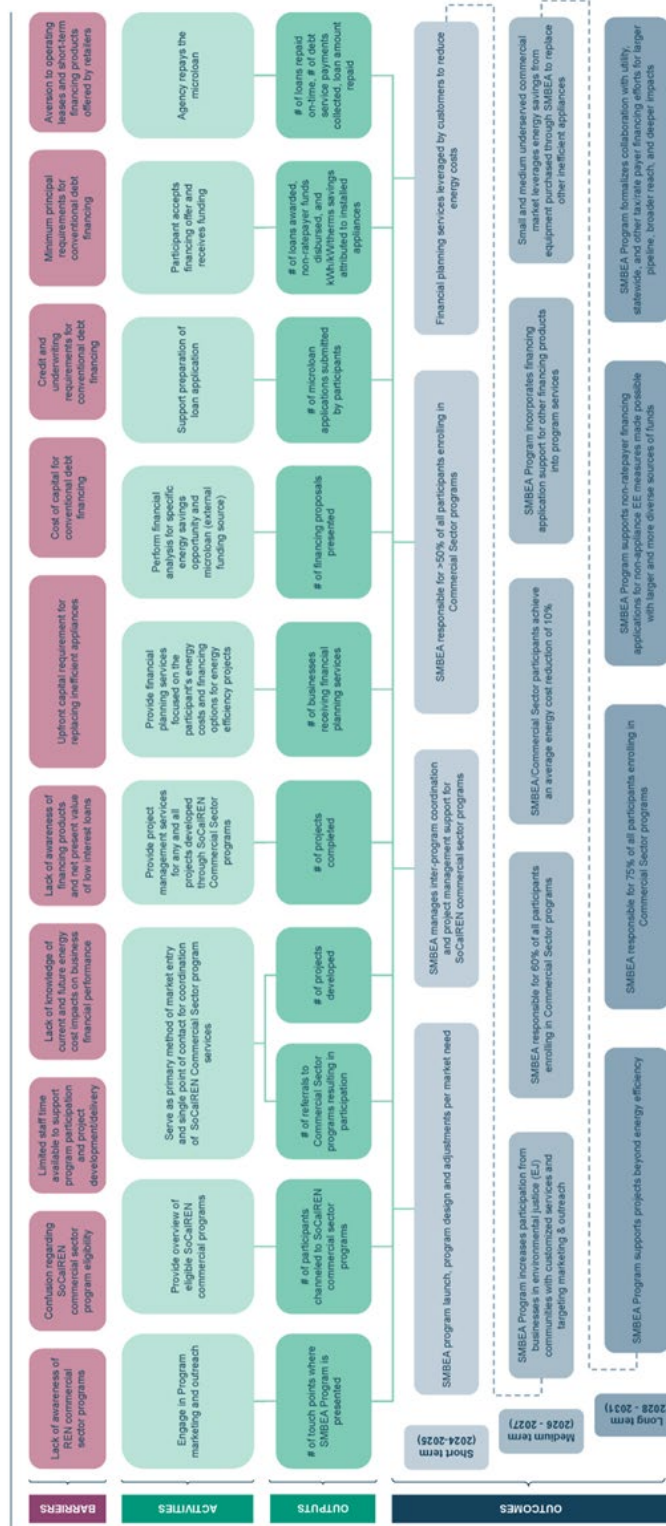 BARRIERS
Lack of awareness of
REN commercial
sector programs
Confusion regarding
SoCalREN
commercial sector
program eligibility
Limited staff time
available to support
program participation
and project
development/delivery
Lack of knowledge of
current and future energy
cost impacts on business
financial performance
Lack of awareness of
financing products
and net present value
of low interest loans
Upfront capital requirement for
replacing inefficient appliances
Cost of capital for
conventional debt
financing
Credit and
underwriting
requirements for
conventional debt
financing
Minimum principal
requirements for
conventional debt
financing
Aversion to operating
leases and short-term
financing products
offered by retailers
ACTIVITIES
Engage in Program
marketing and outreach
Provide overview of
eligible SoCalREN
commercial programs
Serve as primary method of market entry
and single point of contact for coordination
of SoCalREN Commercial Sector program
services
Provide project
management services
for any and all
projects developed
through SoCalREN
Commercial Sector
programs
Provide financial
planning services
focused on the
participant's energy
costs and financing
options for energy
efficiency projects
Perform financial
analysis for specific
energy savings
opportunity and
microloan (external
funding source)
Support preparation of
loan application
Participant accepts
financing offer and
receives funding
Agency repays the
microloan
OUTPUTS
# of touch points where
SMBEA Program is
presented
# of participants
channeled to SoCalREN
commercial sector
programs
# of referrals to
Commercial Sector
programs resulting in
participation
# of projects
developed
# of projects
completed
# of businesses
receiving financial
planning services
# of financing proposals
presented
# of microloan
applications submitted
by participants
# of loans awarded,
non-ratepayer funds
disbursed, and
kWh/kW/therms savings
attributed to installed
appliances
# of loans repaid
on-time, # of debt
service payments
collected, loan amount
repaid
OUTCOMES
Short term
(2024-2025)
SMBEA program launch, program design and adjustments per market need
SMBEA manages inter-program coordination
and project management support for
SoCalREN commercial sector programs
SMBEA responsible for >50% of all participants enrolling in
Commercial Sector programs
Financial planning services leveraged by customers to reduce
energy costs
Medium term
(2026 - 2027)
SMBEA Program increases participation from
businesses in environmental justice (EJ)
communities with customized services and
targeting marketing & outreach
SMBEA responsible for 60% of all participants
enrolling in Commercial Sector programs
SMBEA/Commercial Sector participants achieve
an average energy cost reduction of 10%
SMBEA Program incorporates financing
application support for other financing products
into program services
Small and medium underserved commercial
market leverages energy savings from
equipment purchased through SMBEA to replace
other inefficient appliances
Long term
(2028 - 2031)
SMBEA Program supports projects beyond energy efficiency
SMBEA responsible for 75% of all participants enrolling in
Commercial Sector programs
SMBEA Program supports non-ratepayer financing
applications for non-appliance EE measures made possible
with larger and more diverse sources of funds
SMBEA Program formalizes collaboration with utility,
statewide, and other tax/rate payer financing efforts for larger
pipeline, broader reach, and deeper impacts